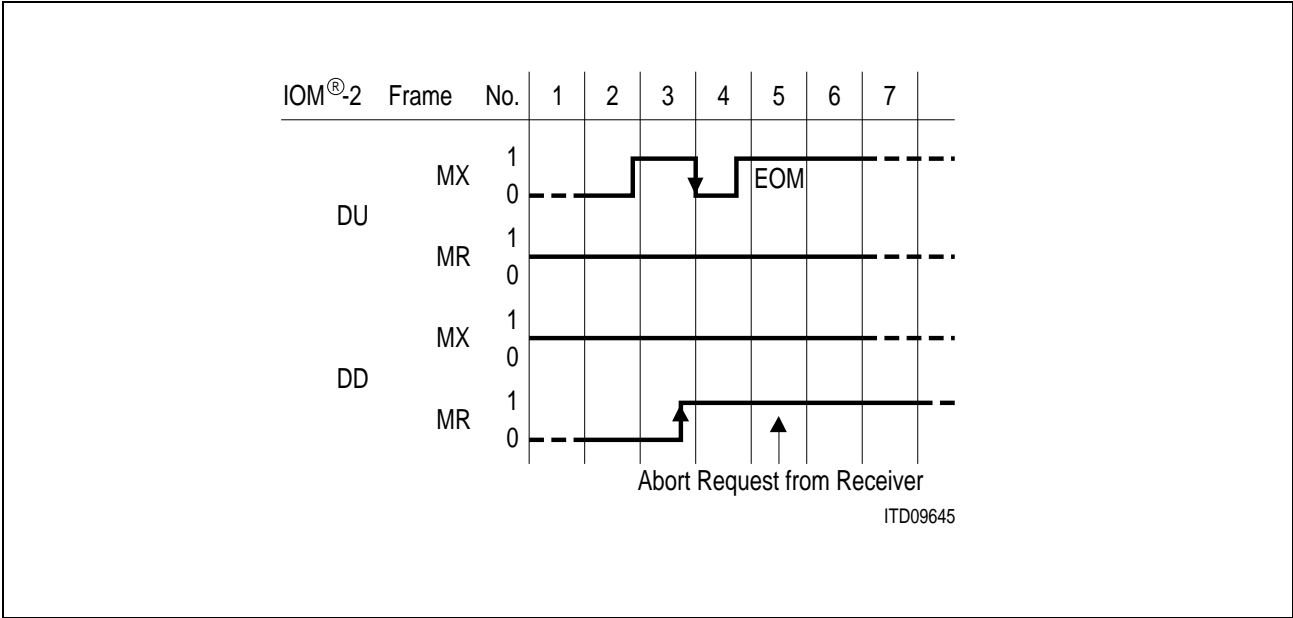 IOM®-2 Frame No. 1 2 3 4 5 6 7
1
MX
0
EOM
DU
1
MR
0
1
MX
0
DD
1
MR
0
Abort Request from Receiver
ITD09645